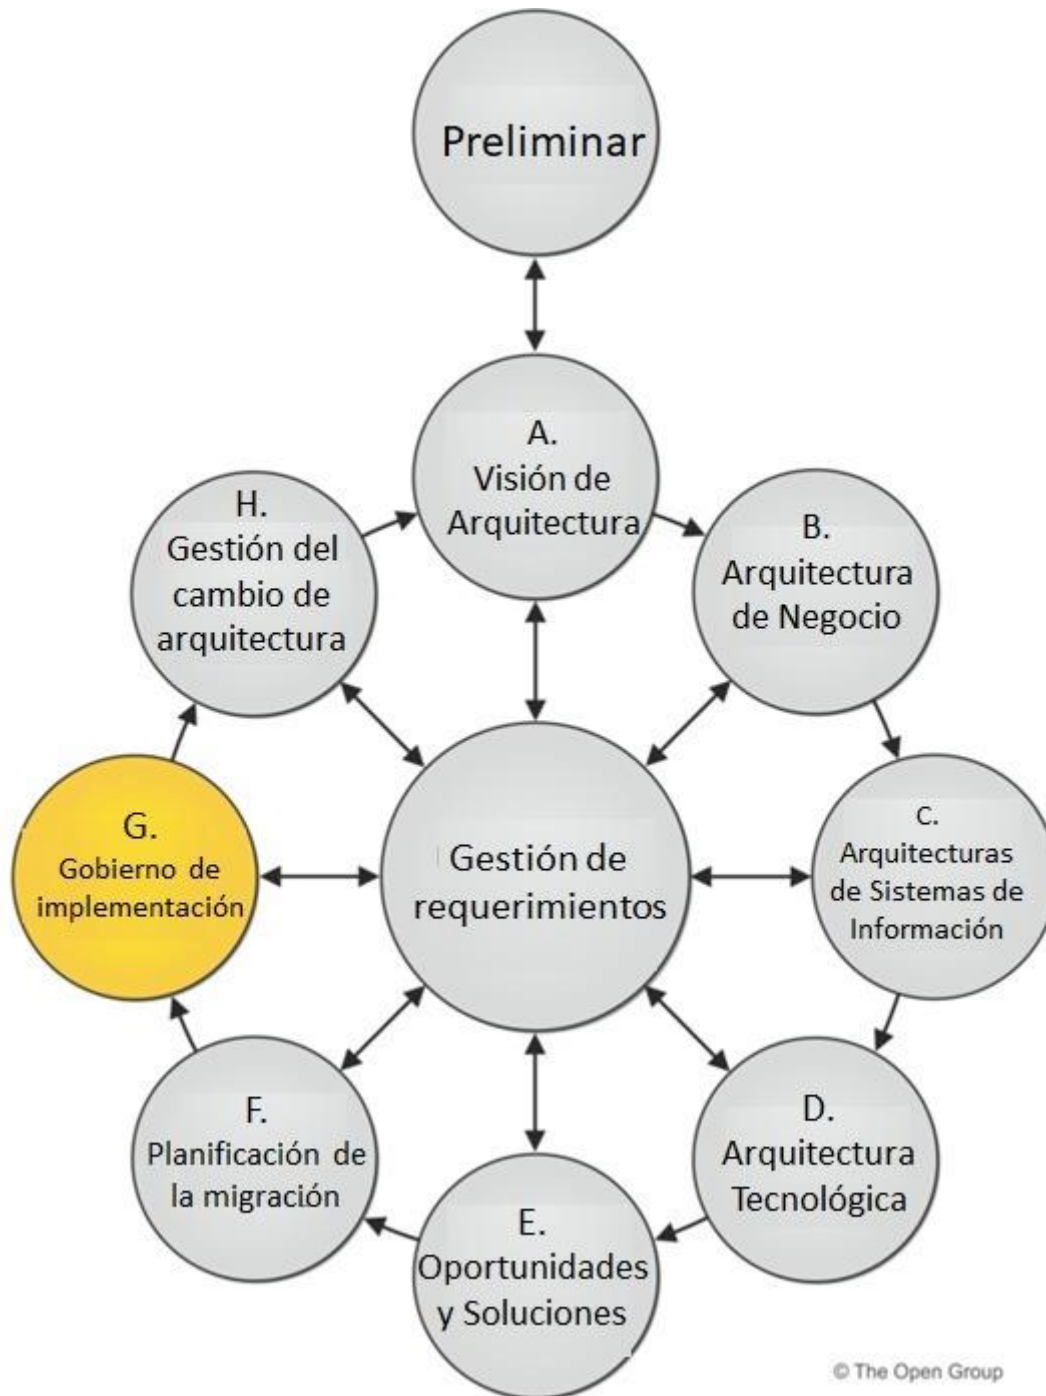 Preliminar
A.
Visión de
Arquitectura
H.
Gestión del
cambio de
arquitectura
B.
Arquitectura
de Negocio
G.
Gobierno de
implementación
Gestión de
requerimientos
C.
Arquitecturas
de Sistemas de
Información
F.
Planificación de
la migración
D.
Arquitectura
Tecnológica
E.
Oportunidades
y Soluciones
© The Open Group